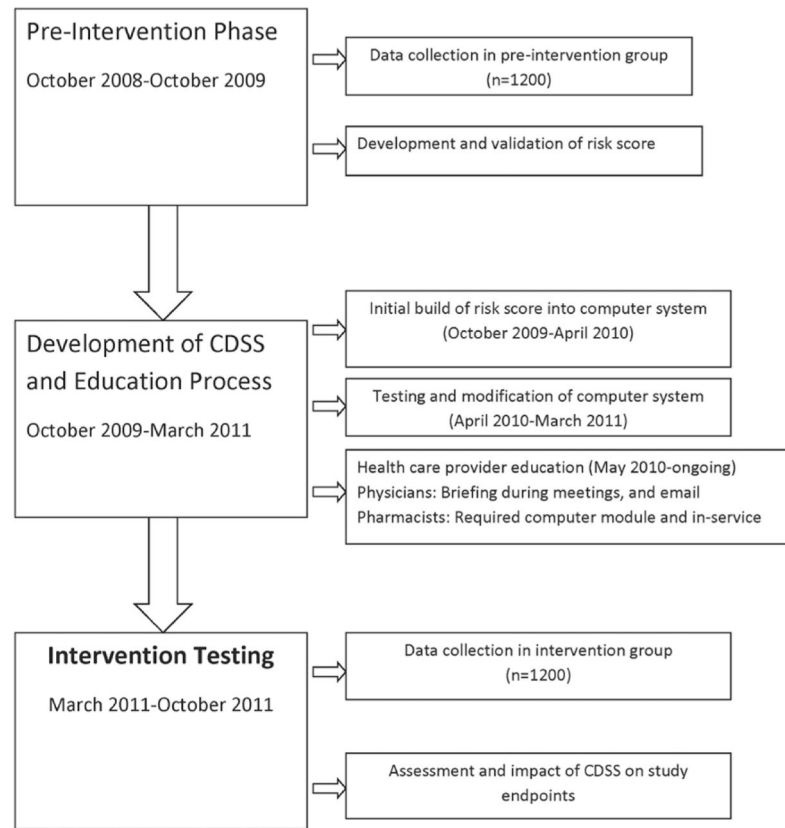 Pre-Intervention Phase
October 2008-October 2009
Data collection in pre-intervention group
(n=1200)
Development and validation of risk score
Development of CDSS
and Education Process
October 2009-March 2011
Initial build of risk score into computer system
(October 2009-April 2010)
Testing and modification of computer system
(April 2010-March 2011)
Health care provider education (May 2010-ongoing)
Physicians: Briefing during meetings, and email
Pharmacists: Required computer module and in-service
Intervention Testing
March 2011-October 2011
Data collection in intervention group
(n=1200)
Assessment and impact of CDSS on study
endpoints